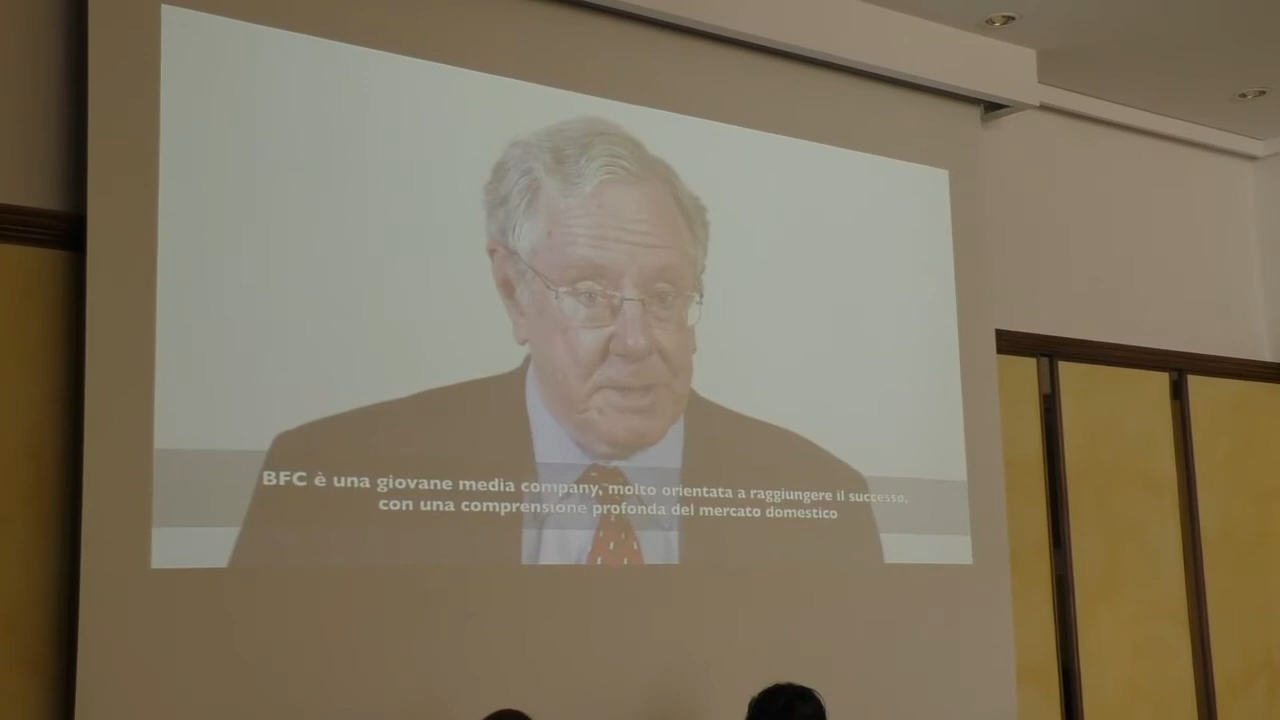 BFC è una giovane media company, molto orientata a raggiungere il successo,
con una comprensione profonda del mercato domestico